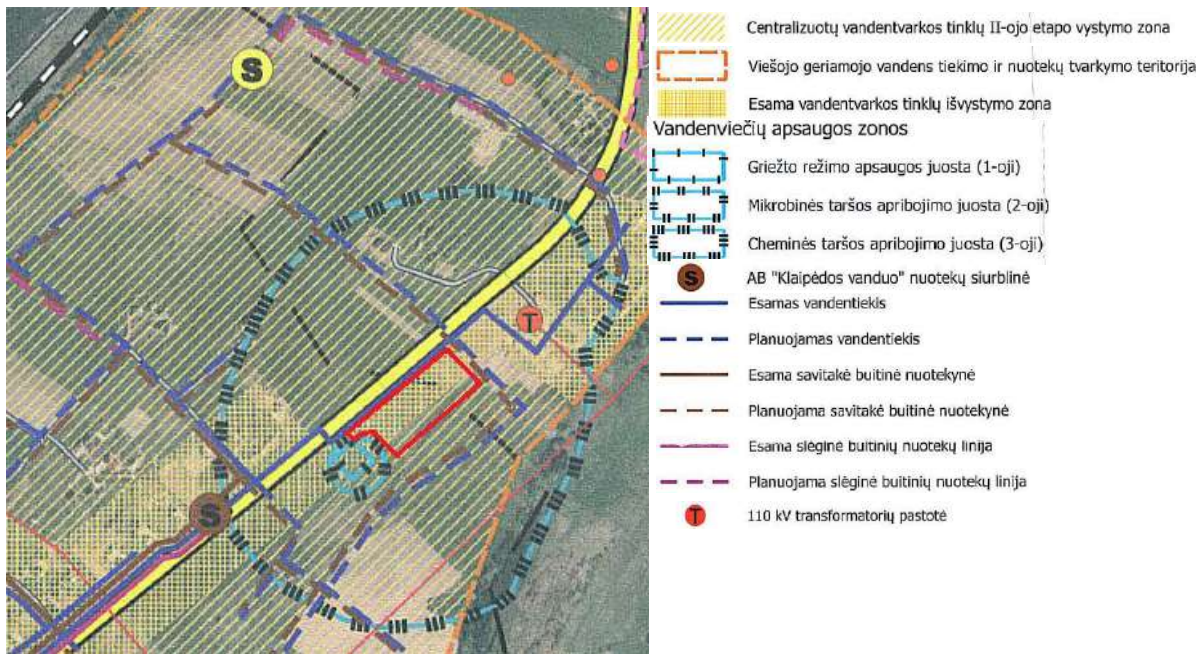 Centralizuotų vandentvarkos tinklų II-ojo etapo vystymo zona
Viešojo geriamojo vandens tiekimo ir nuotekų tvarkymo teritorija
Esama vandentvarkos tinklų išvystymo zona
Vandenviečių apsaugos zonos
Griežto režimo apsaugos juosta (1-oji)
Mikrobinės taršos apribojimo juosta (2-oji)
Cheminės taršos apribojimo juosta (3-oji)
S AB "Klaipėdos vanduo" nuotekų siurblinė
Esamas vandentiekis
Planuojamas vandentiekis
Esama savitakė buitinė nuotekynė
Planuojama savitakė buitinė nuotekynė
Esama slėginė buitinių nuotekų linija
Planuojama slėginė buitinių nuotekų linija
T 110 kV transformatorių pastotė
S
T
S